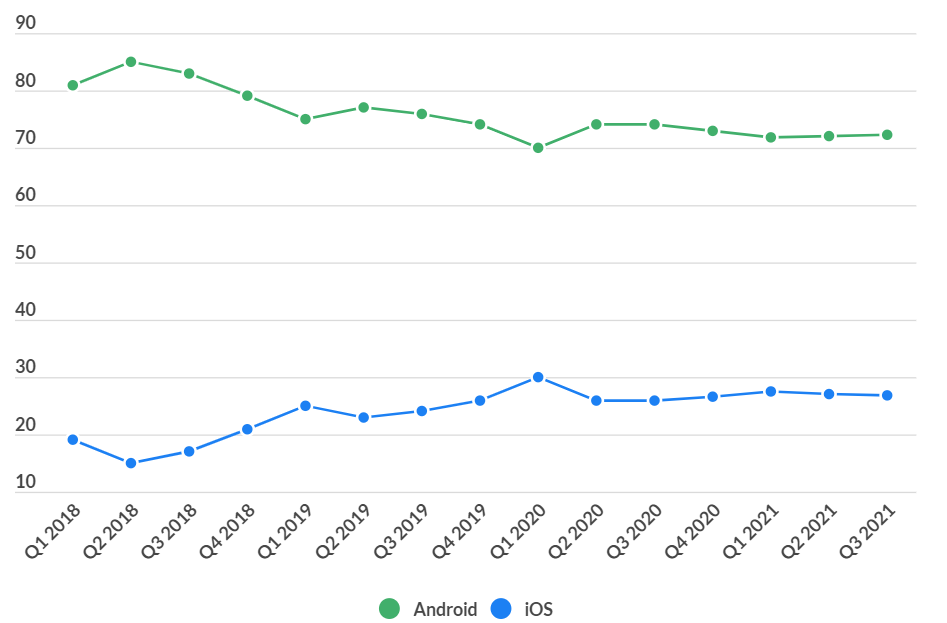 90
80
70
60
50
40
30
20
10
Q1 2018
Q2 2018
Q3 2018
Q4 2018
Q1 2019
Q2 2019
Q3 2019
Q4 2019
Q1 2020
Q2 2020
Q3 2020
Q4 2020
Q1 2021
Q2 2021
Q3 2021
Android iOS